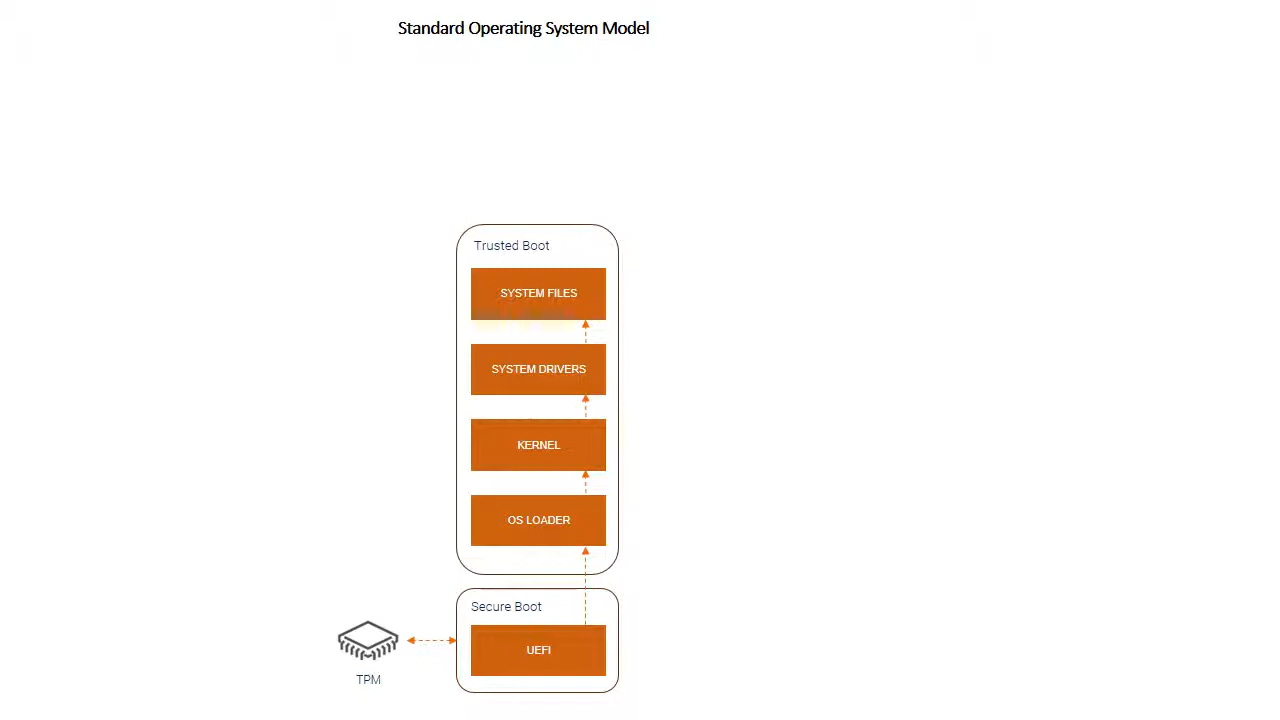 Standard Operating System Model
Trusted Boot
SYSTEM FILES
SYSTEM DRIVERS
KERNEL
OS LOADER
Secure Boot
UEFI
TPM